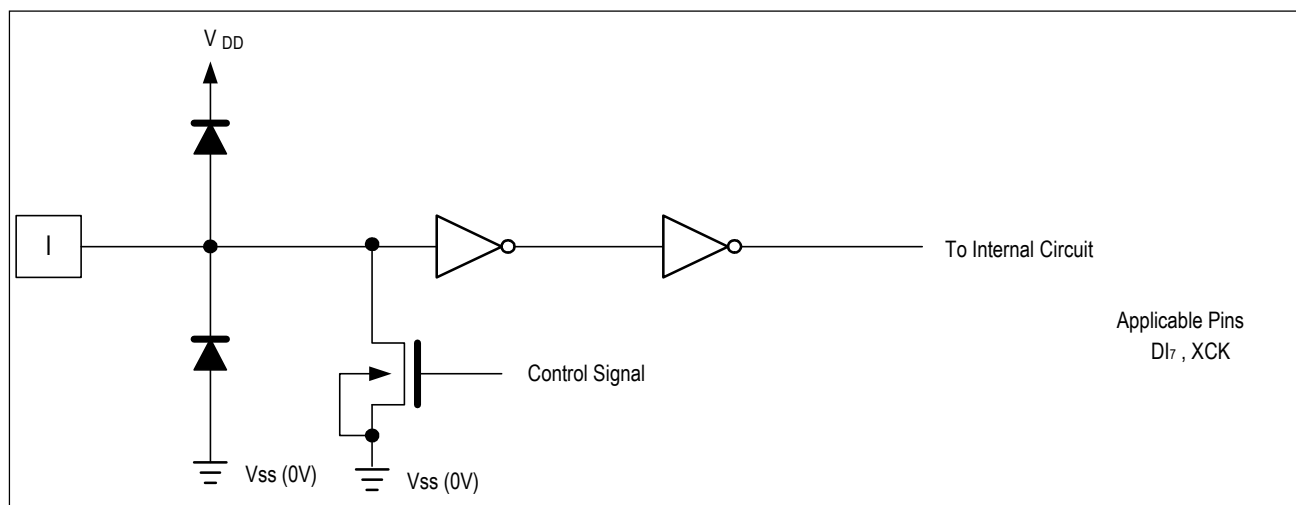 V DD
I
To Internal Circuit
Applicable Pins
DI7 , XCK
Control Signal
Vss (0V)
Vss (0V)